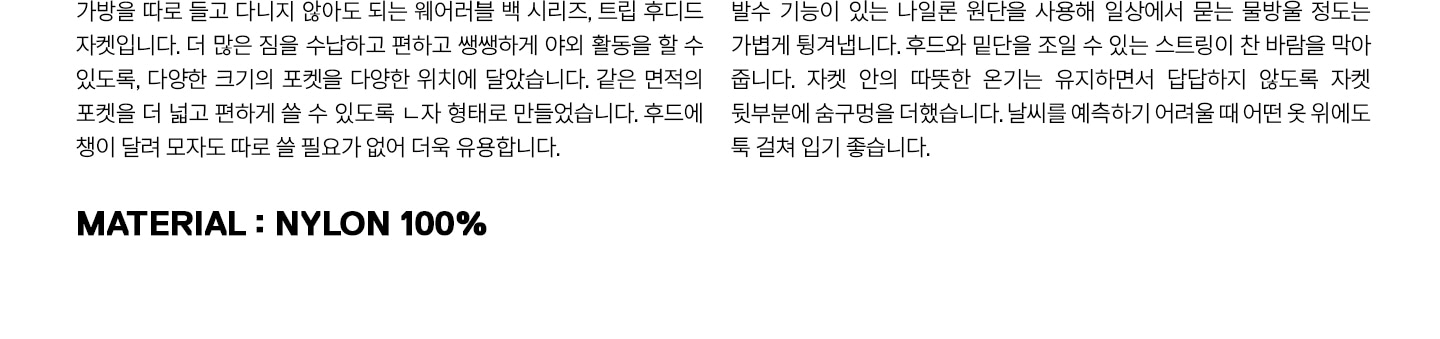 가방을 따로 들고 다니지 않아도 되는 웨어러블 백 시리즈, 트립 후디드
자켓입니다. 더 많은 짐을 수납하고 편하고 쌩쌩하게 야외 활동을 할 수
있도록, 다양한 크기의 포켓을 다양한 위치에 달았습니다. 같은 면적의
포켓을 더 넓고 편하게 쓸 수 있도록 ㄴ자 형태로 만들었습니다. 후드에
챙이 달려 모자도 따로 쓸 필요가 없어 더욱 유용합니다.
발수 기능이 있는 나일론 원단을 사용해 일상에서 묻는 물방울 정도는
가볍게 튕겨냅니다. 후드와 밑단을 조일 수 있는 스트링이 찬 바람을 막아
줍니다. 자켓 안의 따뜻한 온기는 유지하면서 답답하지 않도록 자켓
뒷부분에 숨구멍을 더했습니다. 날씨를 예측하기 어려울 때 어떤 옷 위에도
툭 걸쳐 입기 좋습니다.
MATERIAL : NYLON 100%